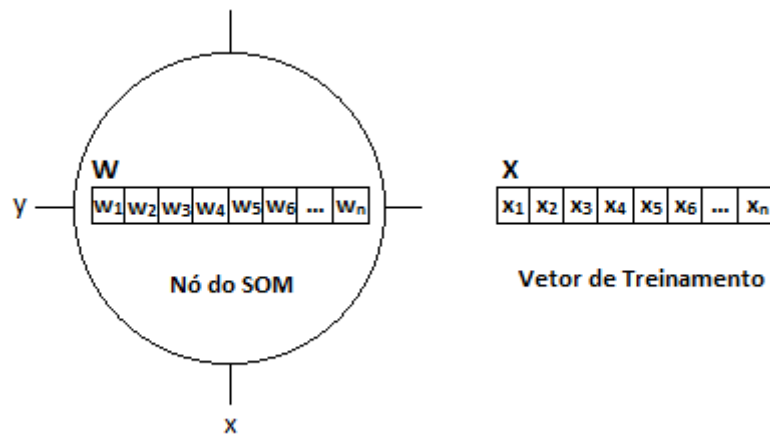 W
X
y
w1 w2 w3 w4 w5 w6 ... wn
x1 x2 x3 x4 x5 x6 ... xn
Nó do SOM
Vetor de Treinamento
x